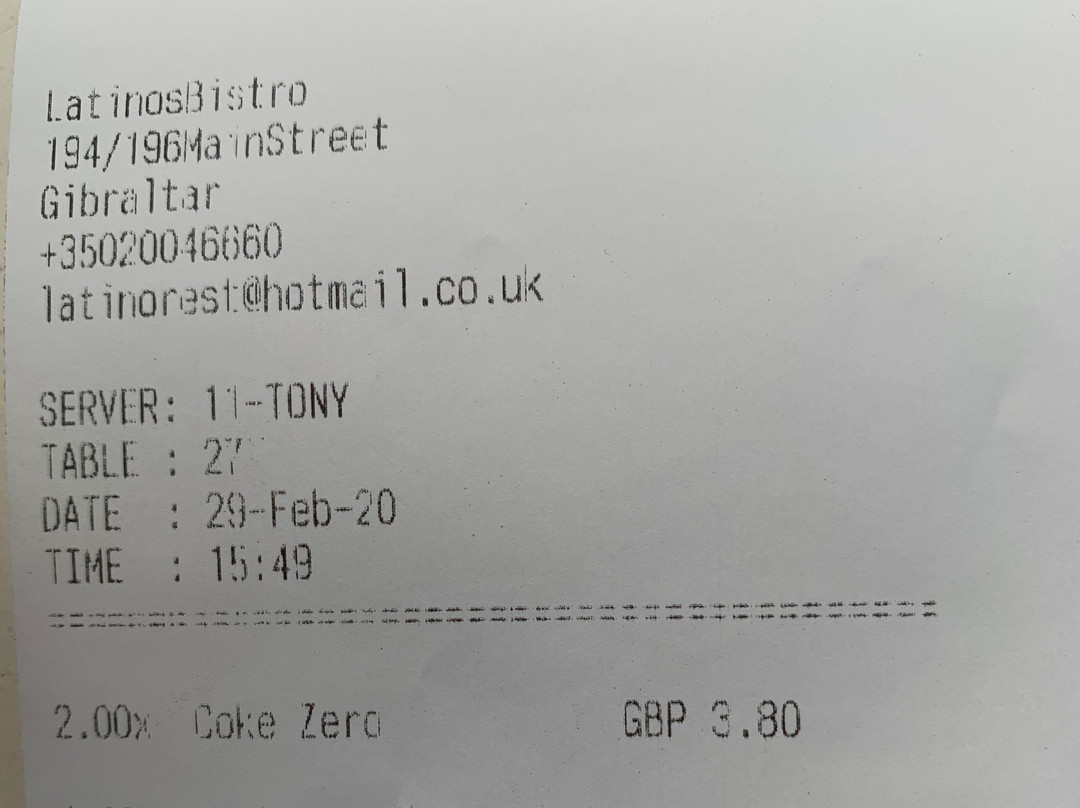 LatinosBistro
194/196MainStreet
Gibraltar
+35020046660
latinorest@hotmail.co.uk
SERVER: 11-TONY
TABLE : 27
DATE : 29-Feb-20
TIME : 15:49
================================================
2.00x Coke Zero GBP 3.80